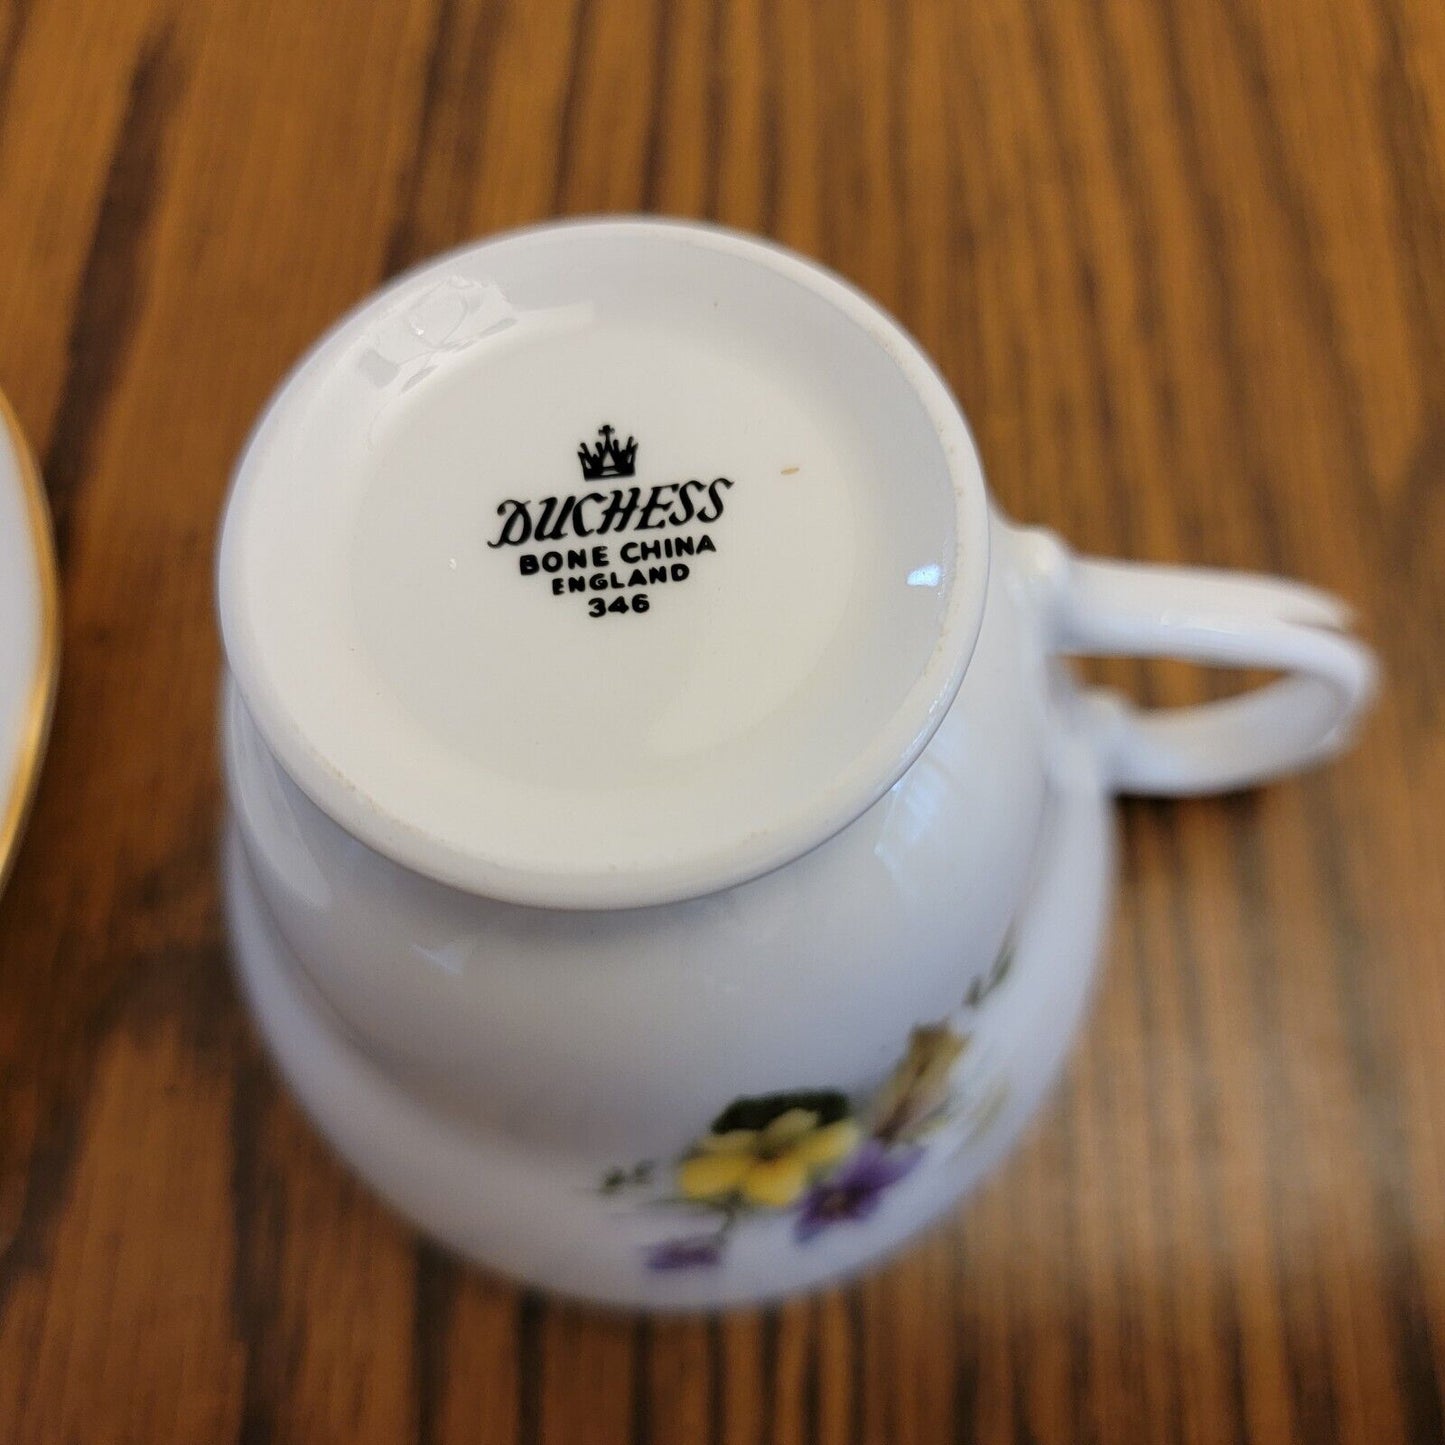 DUCHESS
BONE CHINA
ENGLAND
346